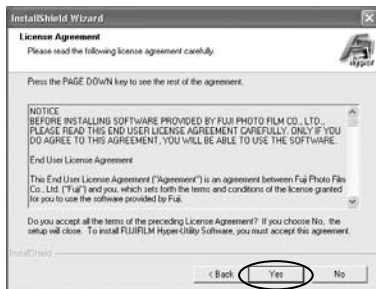 InstallShield Wizard
License Agreement
Please read the following license agreement carefully.
Press the PAGE DOWN key to see the rest of the agreement.
NOTICE
BEFORE INSTALLING SOFTWARE PROVIDED BY FUJI PHOTO FILM CO., LTD.,
PLEASE READ THIS END USER LICENSE AGREEMENT CAREFULLY. ONLY IF YOU
DO AGREE TO THIS AGREEMENT, YOU WILL BE ABLE TO USE THE SOFTWARE.
End User License Agreement
This End User License Agreement ("Agreement") is an agreement between Fuji Photo Film
Co., Ltd. ("Fuji") and you, which sets forth the terms and conditions of the license granted
for you to use the software provided by Fuji.
Do you accept all the terms of the preceding License Agreement? If you choose No, the
setup will close. To install FUJIFILM Hyper-Utility Software, you must accept this agreement.
InstallShield
< Back
Yes
No